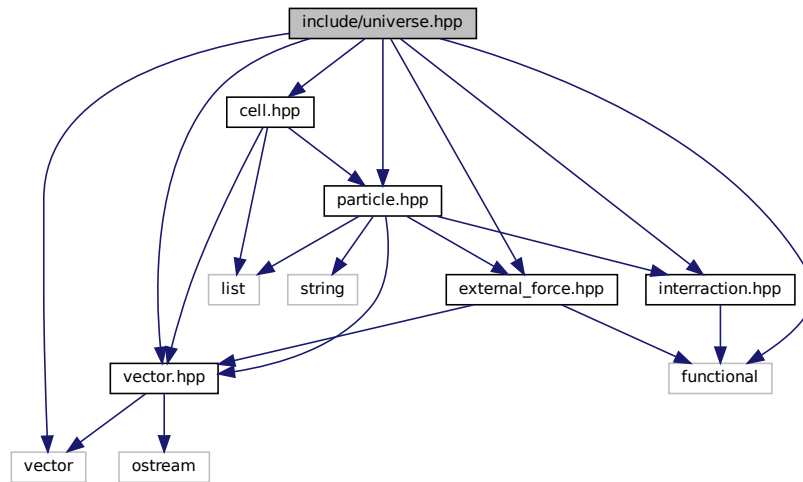 include/universe.hpp
cell.hpp
particle.hpp
list
string
external_force.hpp
interraction.hpp
vector.hpp
functional
vector
ostream